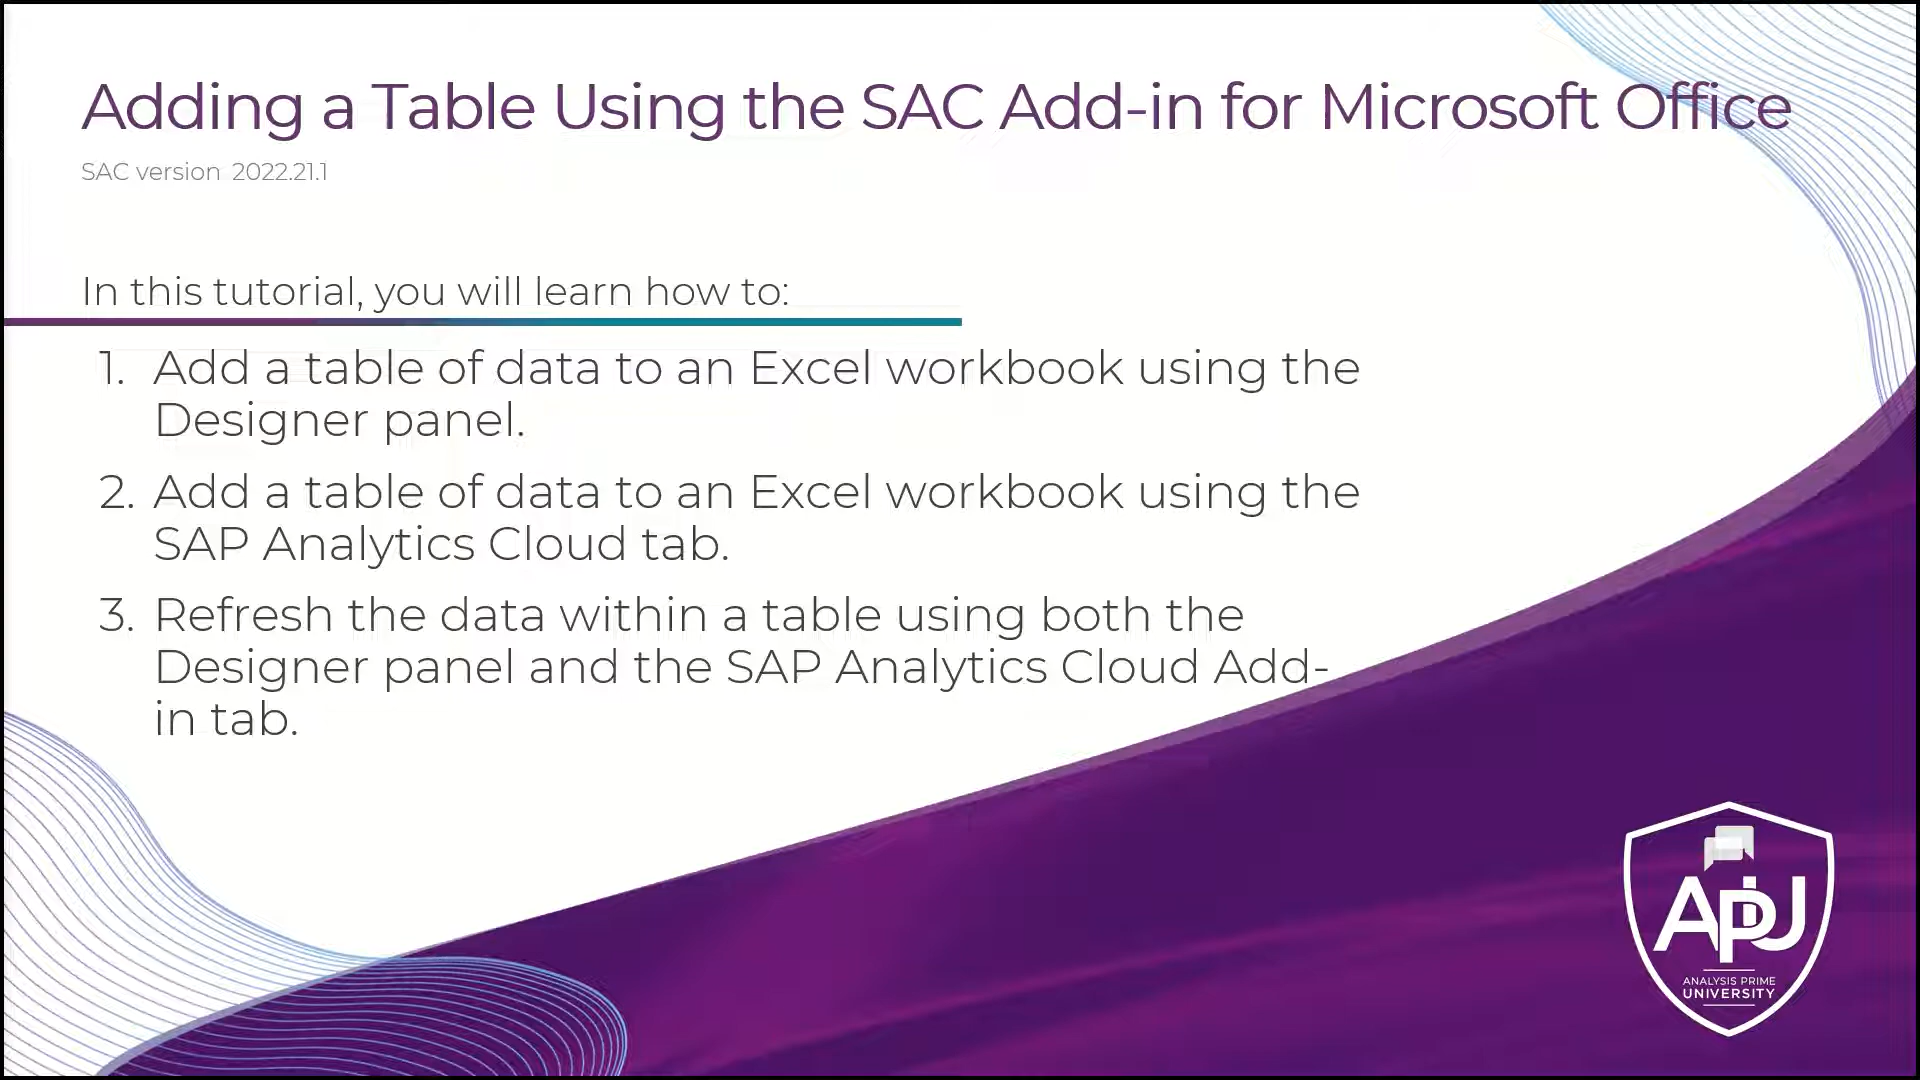 Adding a Table Using the SAC Add-in for Microsoft Office
SAC version 2022.21.1
In this tutorial, you will learn how to:
1. Add a table of data to an Excel workbook using the
Designer panel.
2. Add a table of data to an Excel workbook using the
SAP Analytics Cloud tab.
3. Refresh the data within a table using both the
Designer panel and the SAP Analytics Cloud Add-
in tab.
APU
ANALYSIS PRIME
UNIVERSITY